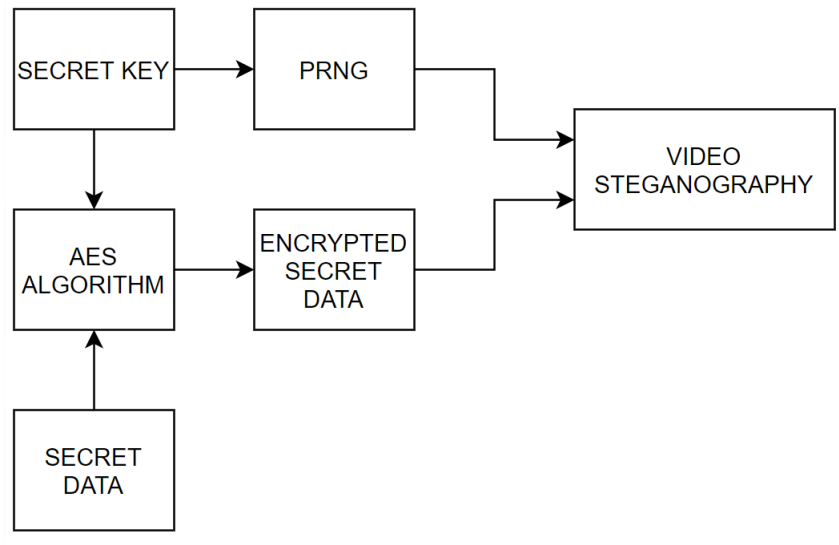 SECRET KEY
PRNG
VIDEO
STEGANOGRAPHY
AES
ALGORITHM
ENCRYPTED
SECRET
DATA
SECRET
DATA